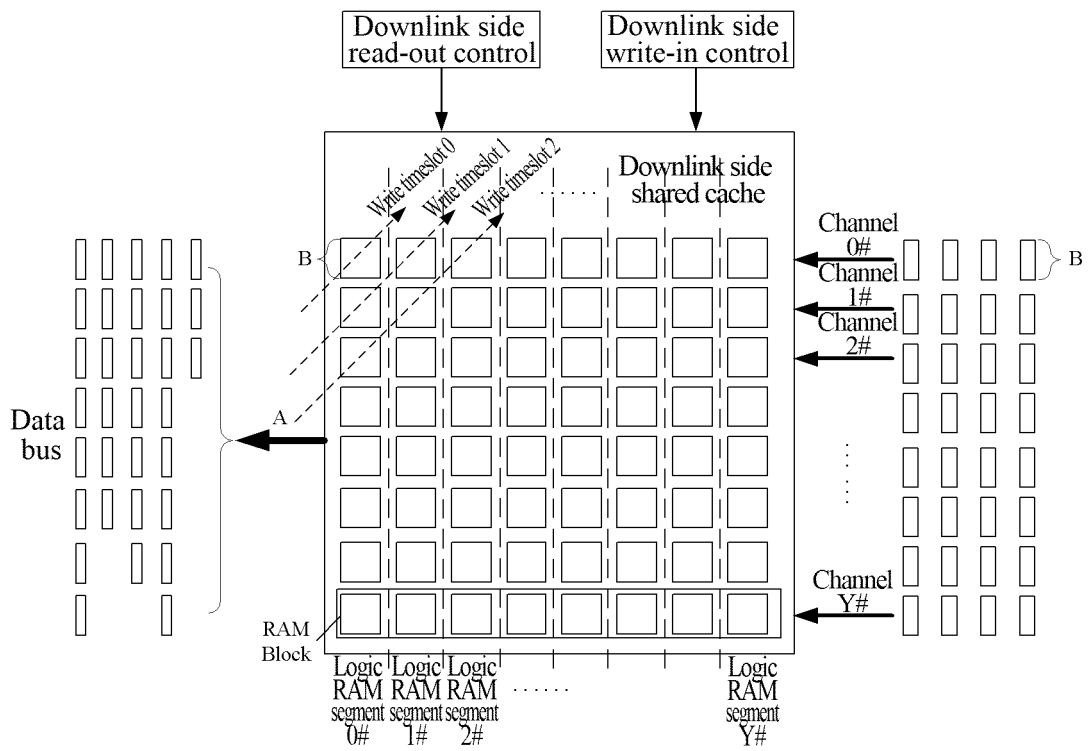 Downlink side
read-out control
Downlink side
write-in control
Write timeslot 0
Write timeslot 1
Write timeslot 2
Downlink side
shared cache
. . . . . .
Channel
0#
Channel
1#
Channel
2#
B
B
A
Data
bus
Channel
Y#
RAM
Block
Logic
RAM
segment
0#
Logic
RAM
segment
1#
Logic
RAM
segment
2#
. . . . . .
Logic
RAM
segment
Y#